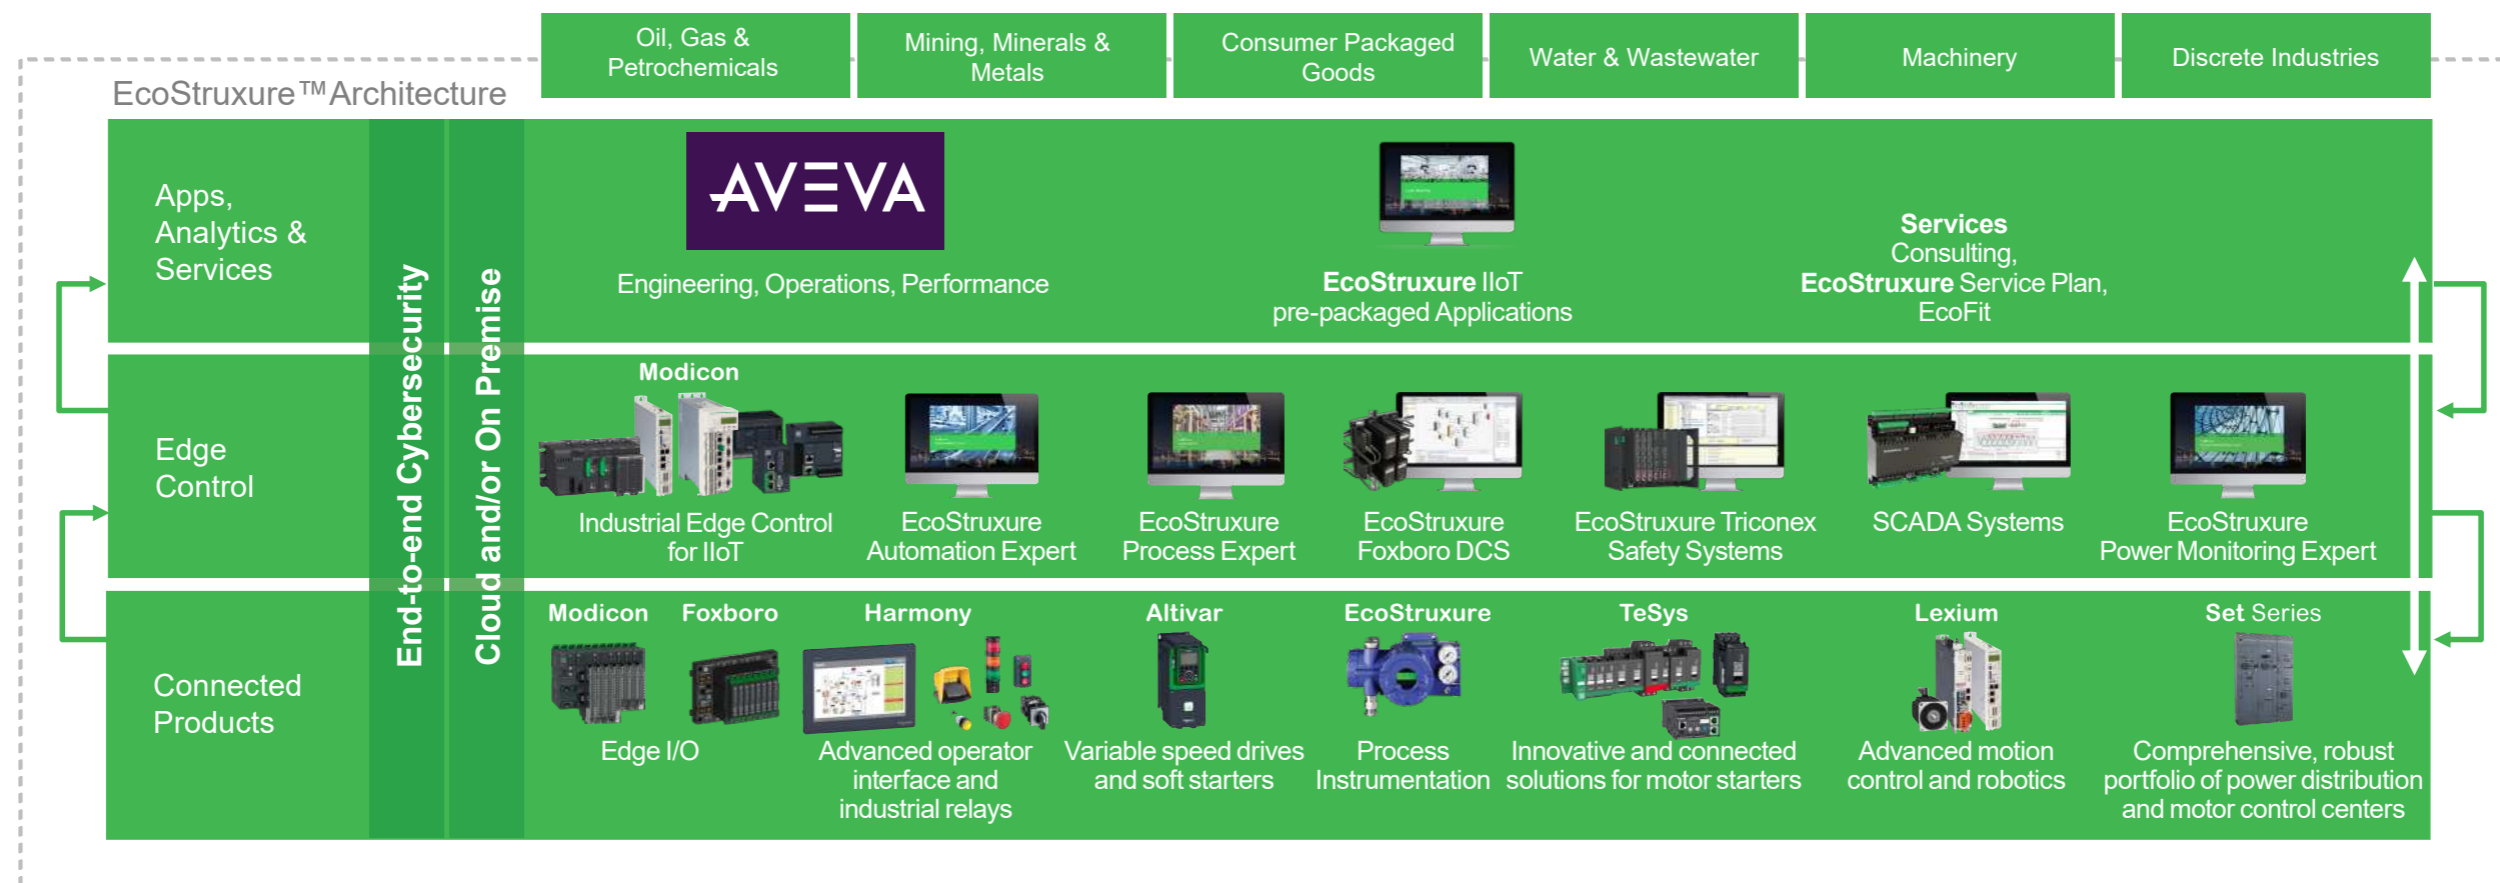 Oil, Gas &
Petrochemicals
Mining, Minerals &
Metals
Consumer Packaged
Goods
Water & Wastewater
Machinery
Discrete Industries
EcoStruxure™Architecture
Apps,
Analytics &
Services
End-to-end Cybersecurity
Cloud and/or On Premise
AVEVA
Engineering, Operations, Performance
EcoStruxure IIoT
pre-packaged Applications
Services
Consulting,
EcoStruxure Service Plan,
EcoFit
Edge
Control
Modicon
Industrial Edge Control
for IIoT
EcoStruxure
Automation Expert
EcoStruxure
Process Expert
EcoStruxure
Foxboro DCS
EcoStruxure Triconex
Safety Systems
SCADA Systems
EcoStruxure
Power Monitoring Expert
Connected
Products
Modicon
Foxboro
Edge I/O
Harmony
Advanced operator
interface and
industrial relays
Altivar
Variable speed drives
and soft starters
EcoStruxure
Process
Instrumentation
TeSys
Innovative and connected
solutions for motor starters
Lexium
Advanced motion
control and robotics
Set Series
Comprehensive, robust
portfolio of power distribution
and motor control centers